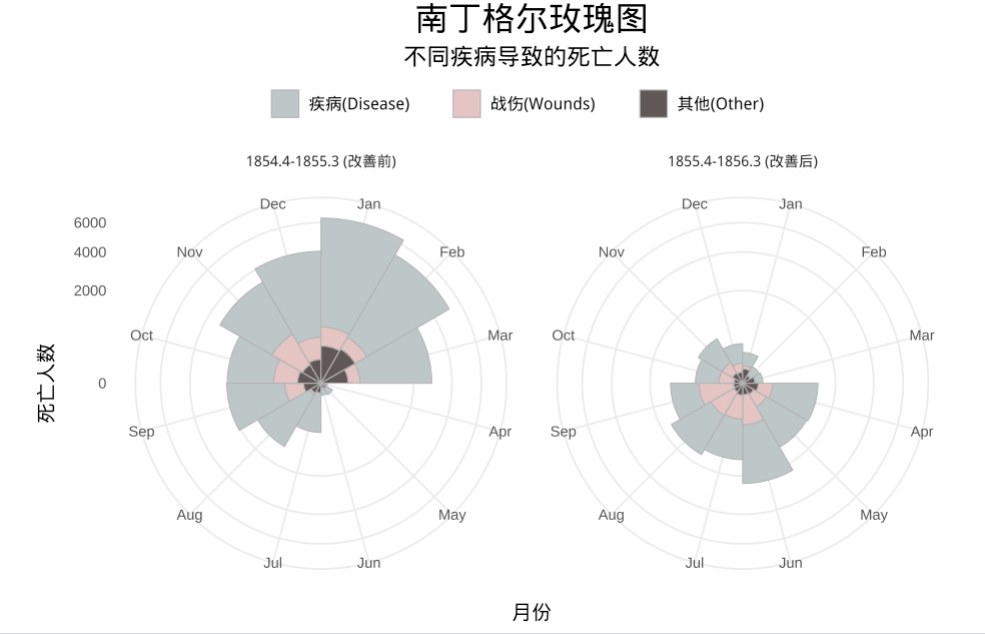 南丁格尔玫瑰图
不同疾病导致的死亡人数
疾病(Disease) 战伤(Wounds) 其他(Other)
1854.4-1855.3 (改善前)
1855.4-1856.3 (改善后)
死亡人数
6000
4000
2000
0
Dec Jan
Nov Feb
Oct Mar
Sep Apr
Aug May
Jul Jun
Dec Jan
Nov Feb
Oct Mar
Sep Apr
Aug May
Jul Jun
月份